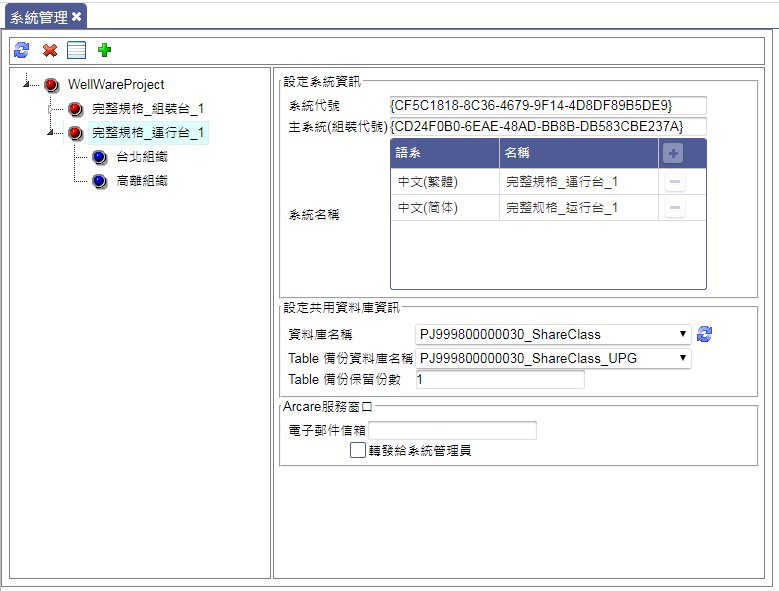 系統管理
WellWareProject
完整規格_組裝台_1
完整規格_運行台_1
台北組織
高雄組織
設定系統資訊
系統代號 {CF5C1818-8C36-4679-9F14-4D8DF89B5DE9}
主系統(組裝代號) {CD24F0B0-6EAE-48AD-BB8B-DB583CBE237A}
語系 名稱
中文(繁體) 完整規格_運行台_1
中文(简体) 完整规格_运行台_1
系統名稱
設定共用資料庫資訊
資料庫名稱 PJ999800000030_ShareClass
Table 備份資料庫名稱 PJ999800000030_ShareClass_UPG
Table 備份保留份數 1
Arcare服務窗口
電子郵件信箱
轉發給系統管理員